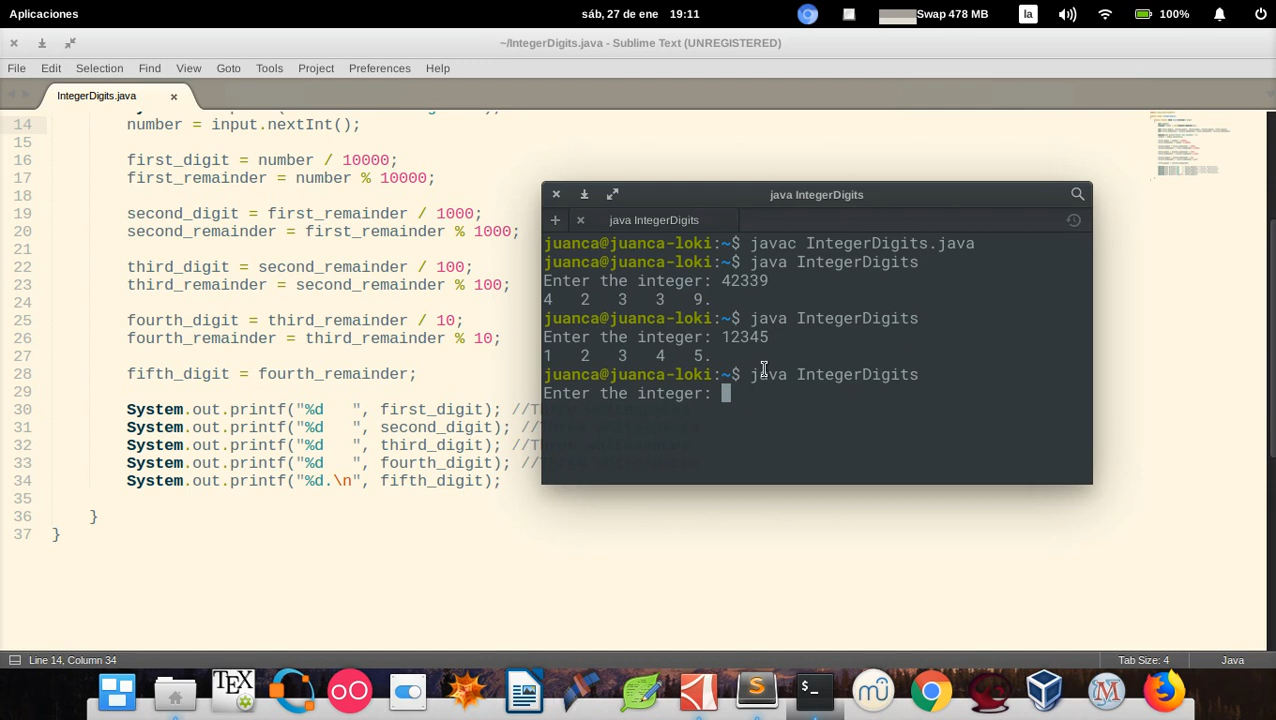 Aplicaciones
sáb, 27 de ene 19:11
Swap 478 MB
la
100%
~/IntegerDigits.java - Sublime Text (UNREGISTERED)
File Edit Selection Find View Goto Tools Project Preferences Help
IntegerDigits.java
14 number = input.nextInt();
15
16 first_digit = number / 10000;
17 first_remainder = number % 10000;
18
19 second_digit = first_remainder / 1000;
20 second_remainder = first_remainder % 1000;
21
22 third_digit = second_remainder / 100;
23 third_remainder = second_remainder % 100;
24
25 fourth_digit = third_remainder / 10;
26 fourth_remainder = third_remainder % 10;
27
28 fifth_digit = fourth_remainder;
29
30 System.out.printf("%d   ", first_digit); //Th
31 System.out.printf("%d   ", second_digit); //
32 System.out.printf("%d   ", third_digit); //T
33 System.out.printf("%d   ", fourth_digit); //
34 System.out.printf("%d.\n", fifth_digit);
35
36 }
37 }
java IntegerDigits
java IntegerDigits
juanca@juanca-loki:~$ javac IntegerDigits.java
juanca@juanca-loki:~$ java IntegerDigits
Enter the integer: 42339
4   2   3   3   9.
juanca@juanca-loki:~$ java IntegerDigits
Enter the integer: 12345
1   2   3   4   5.
juanca@juanca-loki:~$ java IntegerDigits
Enter the integer:
Line 14, Column 34
Tab Size: 4
Java
TEX
S
>_
mu
M